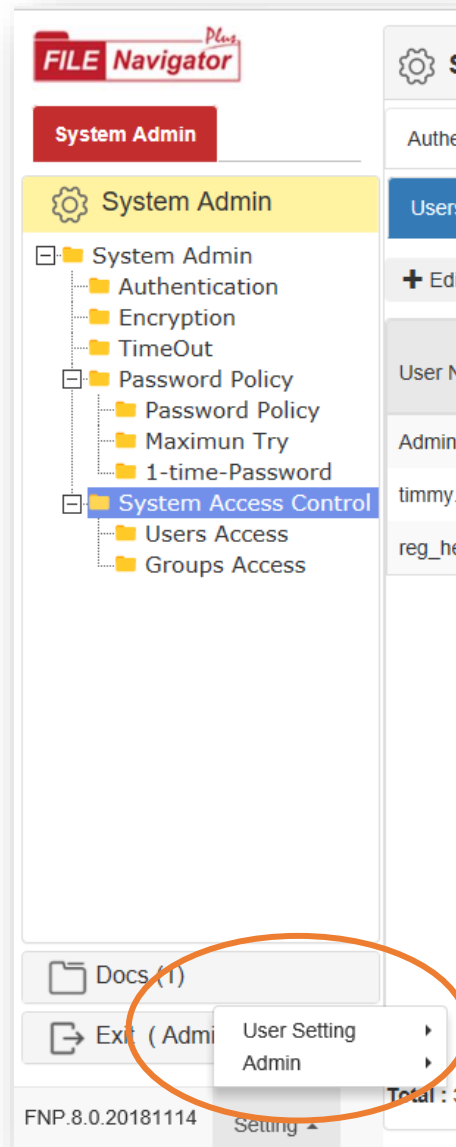 Plus
FILE Navigator
System Admin
System Admin
System Admin
Authentication
Encryption
TimeOut
Password Policy
Password Policy
Maximun Try
1-time-Password
System Access Control
Users Access
Groups Access
Docs (1)
Exit ( Admi
User Setting
Admin
FNP.8.0.20181114
Setting
S
Authe
Users
Edi
User N
Admin
timmy.
reg_he
Total : 3